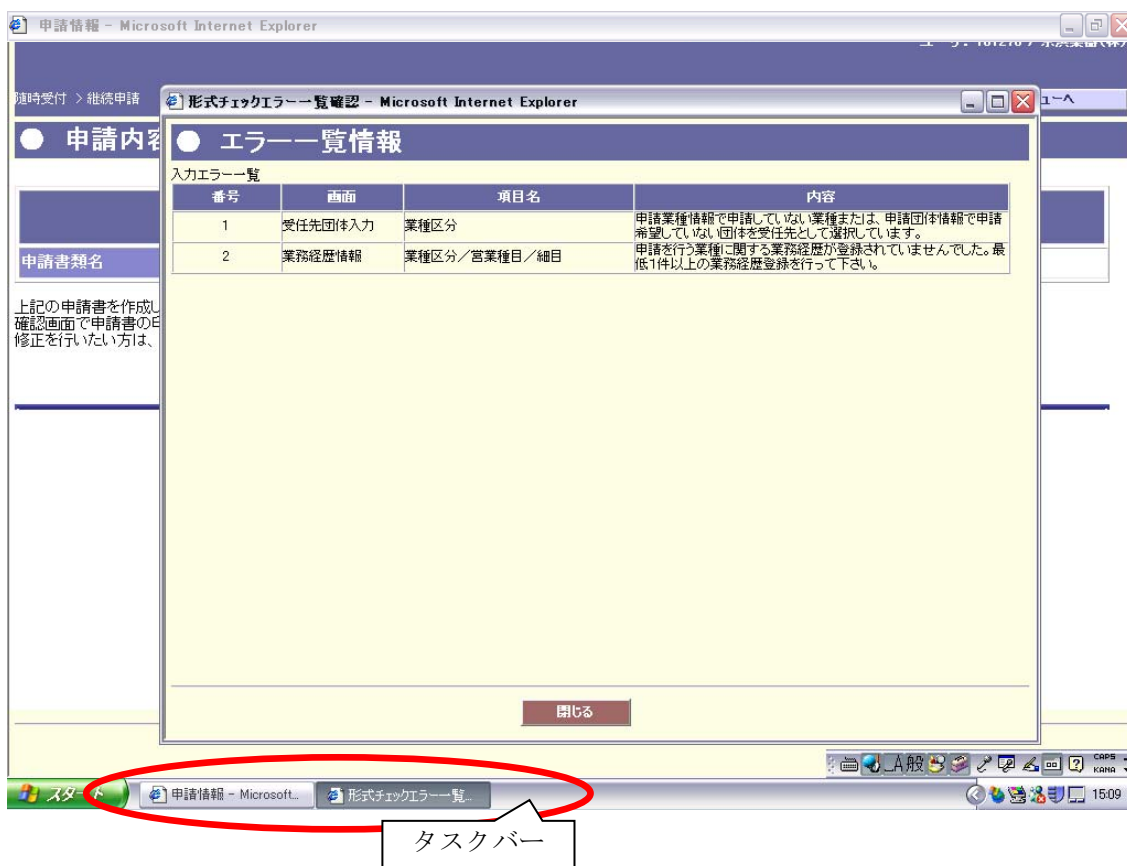 申請情報 - Microsoft Internet Explorer
随時受付 > 継続申請
ューへ
● 申請内容
申請書類名
上記の申請書を作成し
確認画面で申請書の印
修正を行いたい方は、
形式チェックエラー一覧確認 - Microsoft Internet Explorer
● エラー一覧情報
入力エラー一覧
番号 画面 項目名 内容
1 受任先団体入力 業種区分 申請業種情報で申請していない業種または、申請団体情報で申請
希望していない団体を受任先として選択しています。
2 業務経歴情報 業種区分／営業種目／細目 申請を行う業種に関する業務経歴が登録されていませんでした。最
低1件以上の業務経歴登録を行って下さい。
閉じる
A般 CAPS
KANA
スタート 申請情報 - Microsoft... 形式チェックエラー一覧... 15:09
タスクバー